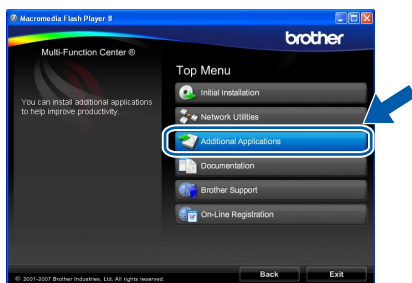 Macromedia Flash Player 8
brother
Multi-Function Center ®
Top Menu
Initial Installation
You can install additional applications
to help improve productivity.
Network Utilities
Additional Applications
Documentation
Brother Support
On-Line Registration
© 2001-2007 Brother Industries, Ltd. All rights reserved.
Back
Exit